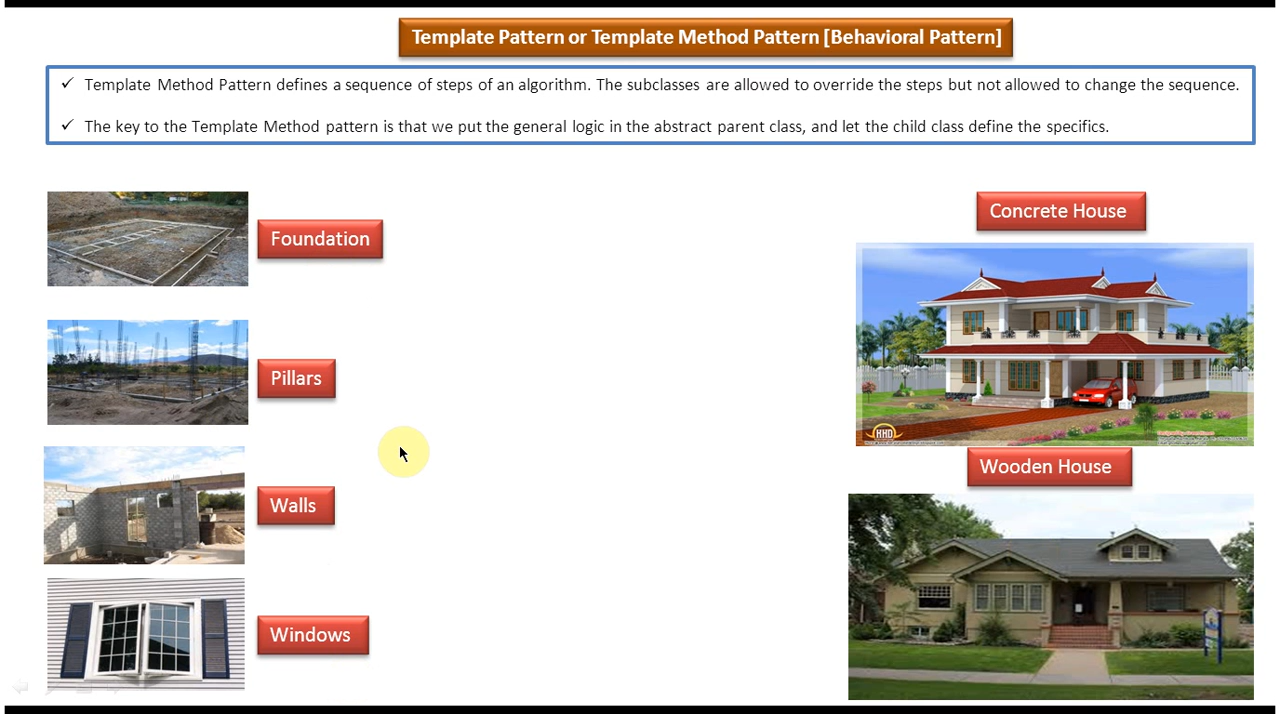 Template Pattern or Template Method Pattern [Behavioral Pattern]
✓ Template Method Pattern defines a sequence of steps of an algorithm. The subclasses are allowed to override the steps but not allowed to change the sequence.
✓ The key to the Template Method pattern is that we put the general logic in the abstract parent class, and let the child class define the specifics.
Foundation
Concrete House
Pillars
KHD
Wooden House
Walls
Windows